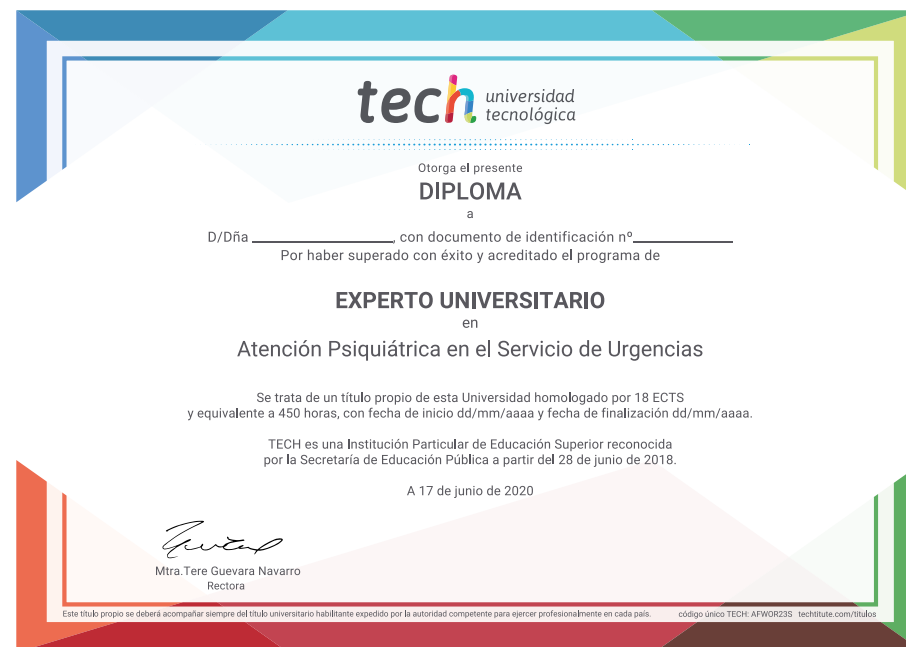 tech universidad
tecnológica
Otorga el presente
DIPLOMA
a
D/Dña ____________________, con documento de identificación nº______________
Por haber superado con éxito y acreditado el programa de
EXPERTO UNIVERSITARIO
en
Atención Psiquiátrica en el Servicio de Urgencias
Se trata de un título propio de esta Universidad homologado por 18 ECTS
y equivalente a 450 horas, con fecha de inicio dd/mm/aaaa y fecha de finalización dd/mm/aaaa.
TECH es una Institución Particular de Educación Superior reconocida
por la Secretaría de Educación Pública a partir del 28 de junio de 2018.
A 17 de junio de 2020
Mtra.Tere Guevara Navarro
Rectora
Este título propio se deberá acompañar siempre del título universitario habilitante expedido por la autoridad competente para ejercer profesionalmente en cada país. código único TECH: AFWOR23S techtitute.com/titulos